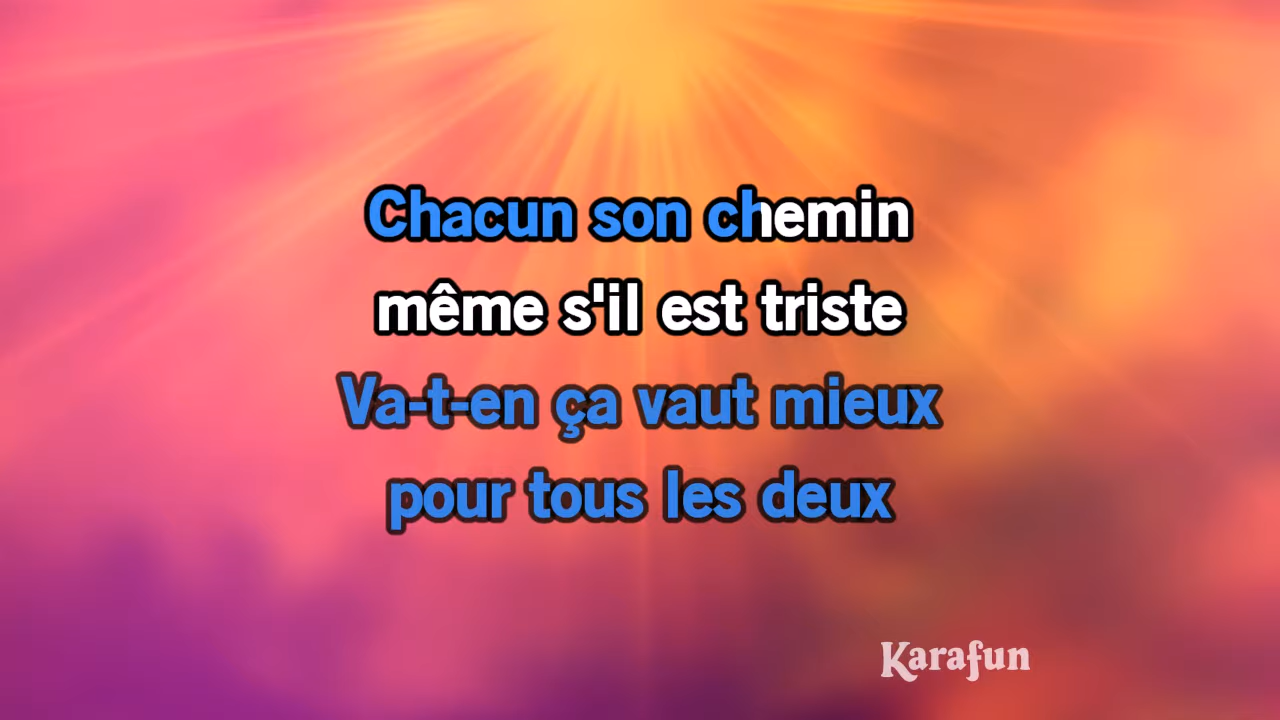 Chacun son chemin
même s'il est triste
Va-t-en ça vaut mieux
pour tous les deux
Karafun